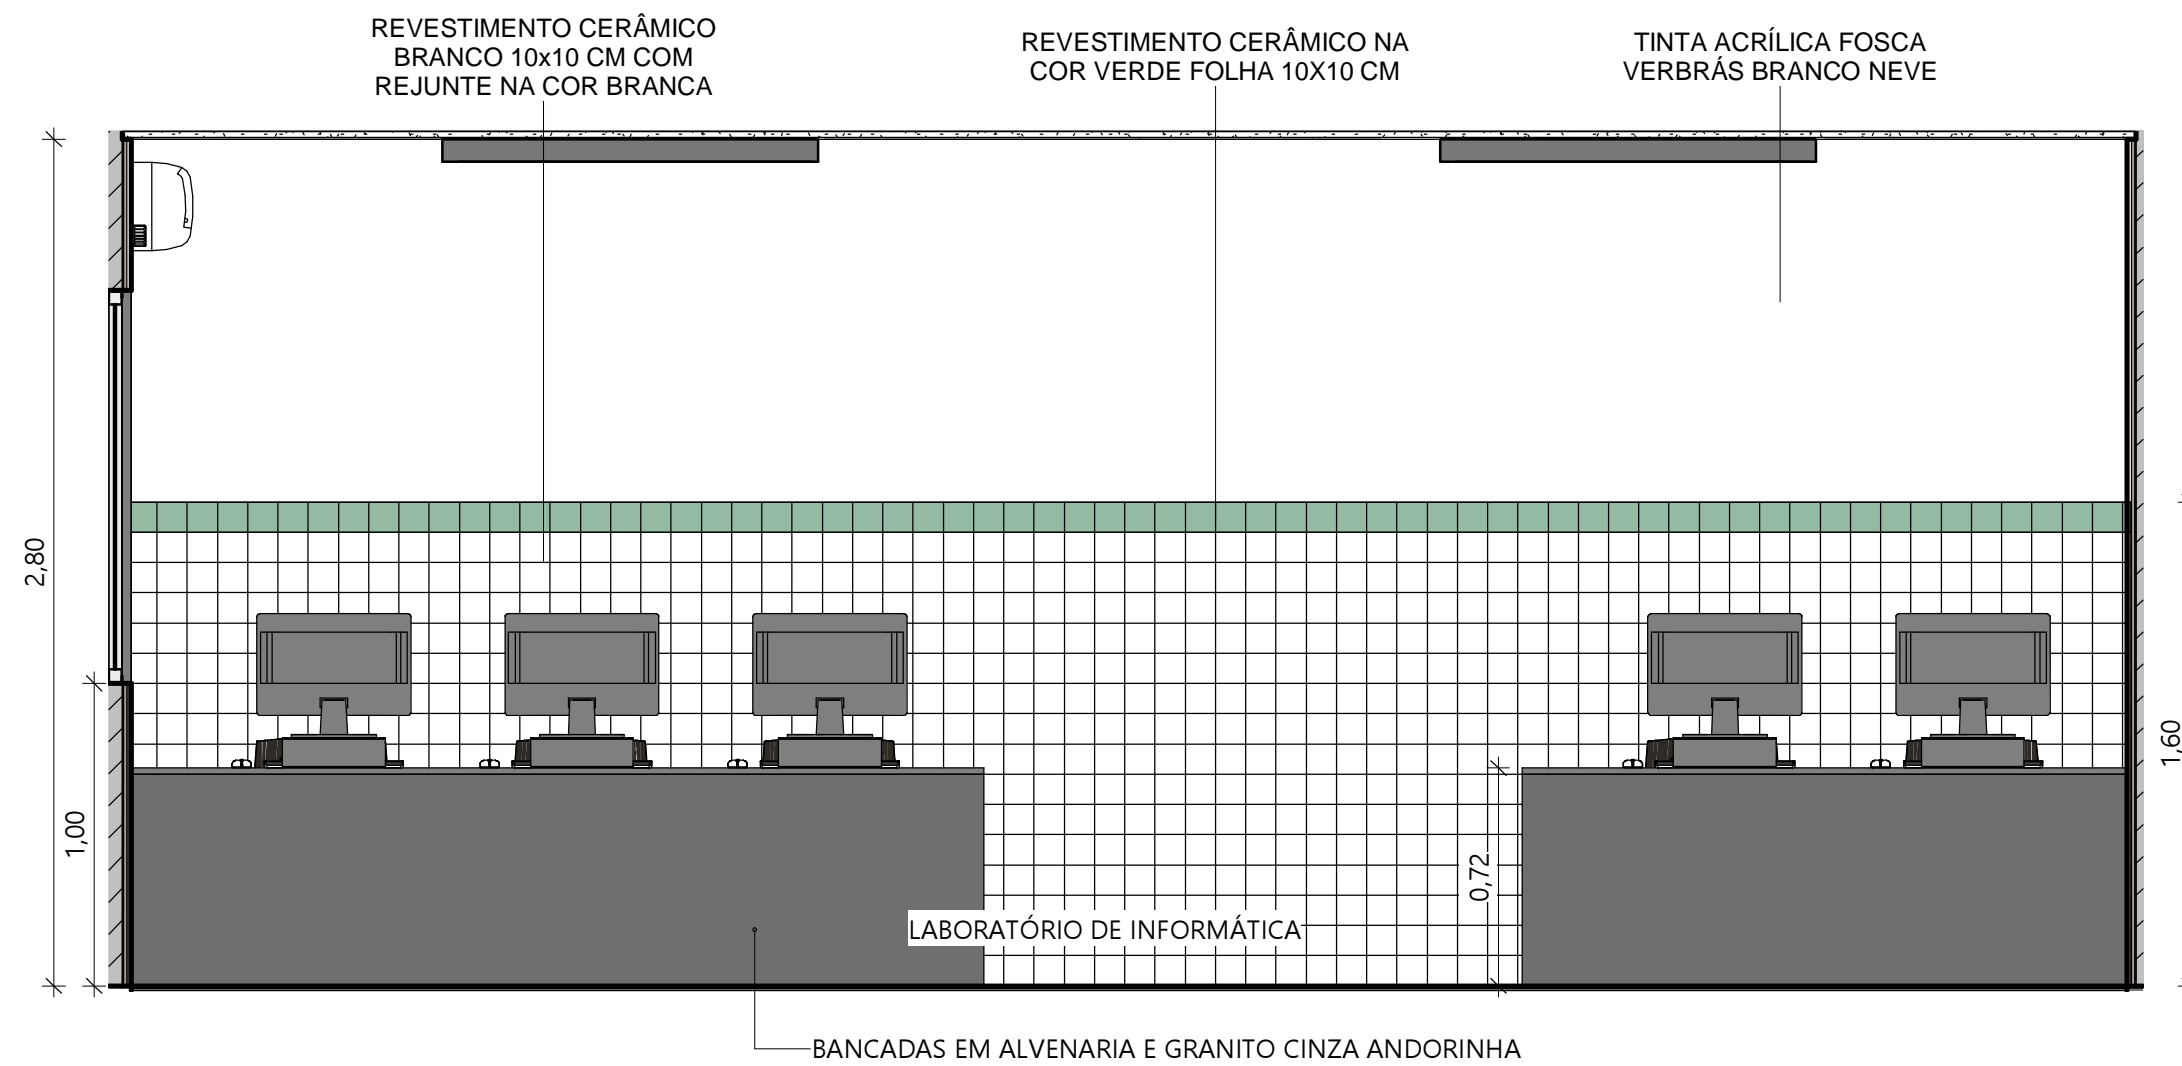 REVESTIMENTO CERÂMICO
BRANCO 10x10 CM COM
REJUNTE NA COR BRANCA
REVESTIMENTO CERÂMICO NA
COR VERDE FOLHA 10X10 CM
TINTA ACRÍLICA FOSCA
VERBRÁS BRANCO NEVE
2,80
1,00
0,72
1,60
LABORATÓRIO DE INFORMÁTICA
BANCADAS EM ALVENARIA E GRANITO CINZA ANDORINHA